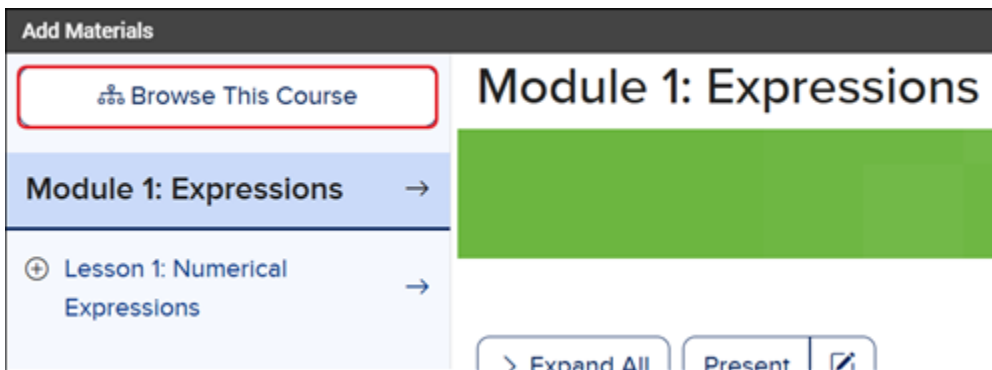 Add Materials
Browse This Course
Module 1: Expressions
Module 1: Expressions
Lesson 1: Numerical
Expressions
Expand All
Present